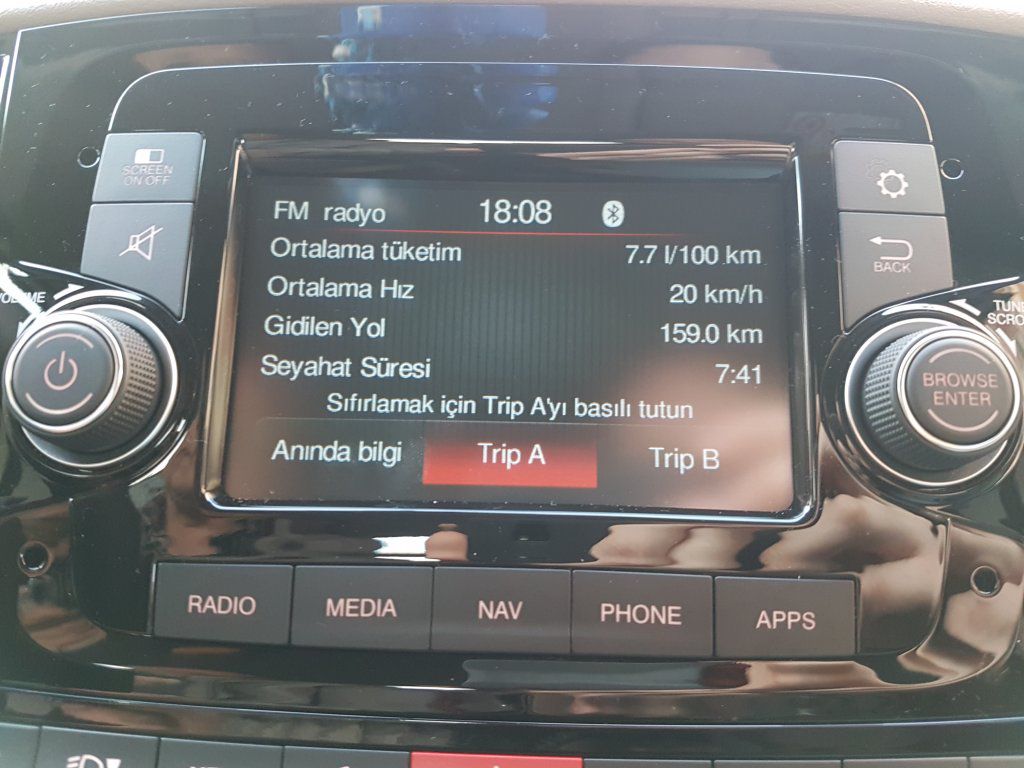 SCREEN
ON OFF
FM radyo 18:08
Ortalama tüketim 7.7 l/100 km
Ortalama Hız 20 km/h
Gidilen Yol 159.0 km
Seyahat Süresi 7:41
Sıfırlamak için Trip A'yı basılı tutun
Anında bilgi Trip A Trip B
BACK
BROWSE
ENTER
RADIO MEDIA NAV PHONE APPS